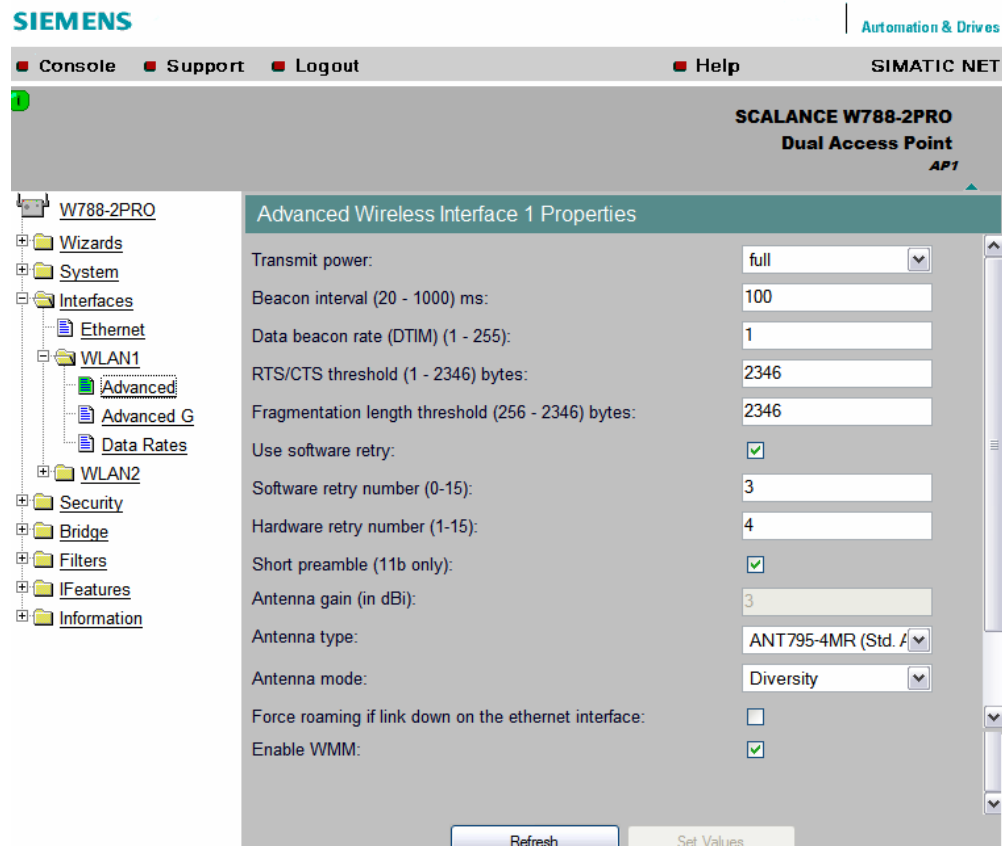 SIEMENS
Automation & Drives
Console Support Logout Help SIMATIC NET
SCALANCE W788-2PRO
Dual Access Point
AP1
W788-2PRO
Wizards
System
Interfaces
Ethernet
WLAN1
Advanced
Advanced G
Data Rates
WLAN2
Security
Bridge
Filters
IFeatures
Information
Advanced Wireless Interface 1 Properties
Transmit power: full
Beacon interval (20 - 1000) ms: 100
Data beacon rate (DTIM) (1 - 255): 1
RTS/CTS threshold (1 - 2346) bytes: 2346
Fragmentation length threshold (256 - 2346) bytes: 2346
Use software retry:
Software retry number (0-15): 3
Hardware retry number (1-15): 4
Short preamble (11b only):
Antenna gain (in dBi): 3
Antenna type: ANT795-4MR (Std.
Antenna mode: Diversity
Force roaming if link down on the ethernet interface:
Enable WMM:
Refresh Set Values